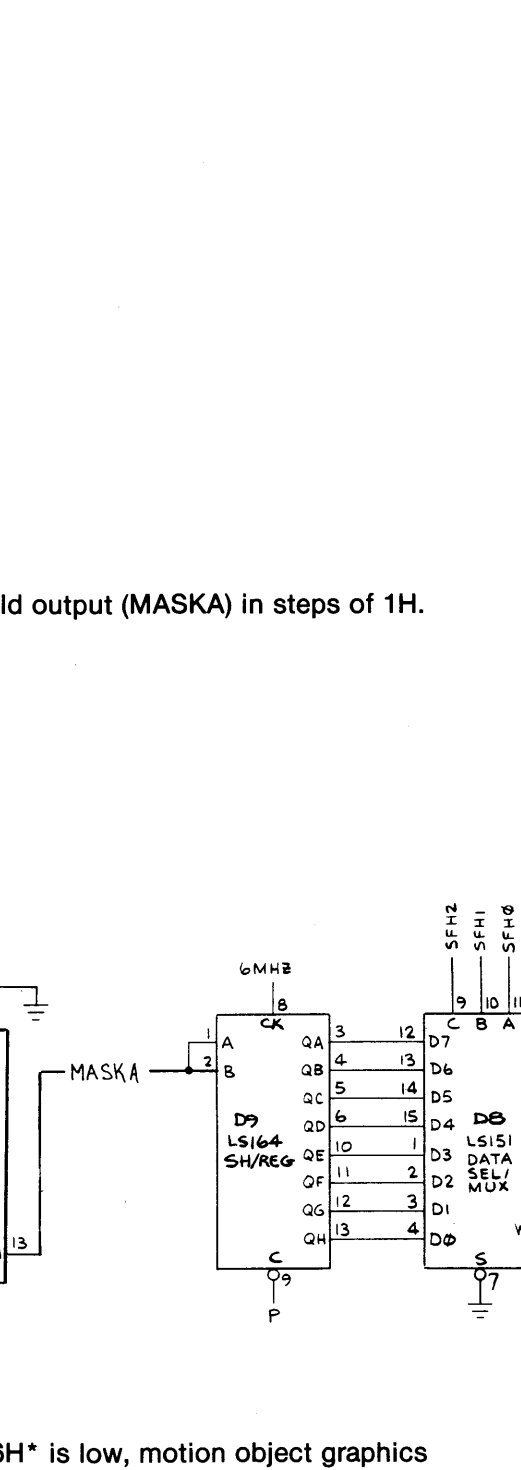 ld output (MASKA) in steps of 1H.
SFH2 SFH1 SFHØ
6MHZ
8
9 10 11
CK
C B A
1 A QA 3 12 D7
MASKA
2 B QB 4 13 D6
QC 5 14 D5
D9 QD 6 15 D4 D8
LS164 QE 10 1 D3 LS151
SH/REG QF 11 2 D2 DATA SEL/ MUX
QG 12 3 D1
13 QH 13 4 DØ
C S
9 7
P
6H* is low, motion object graphics